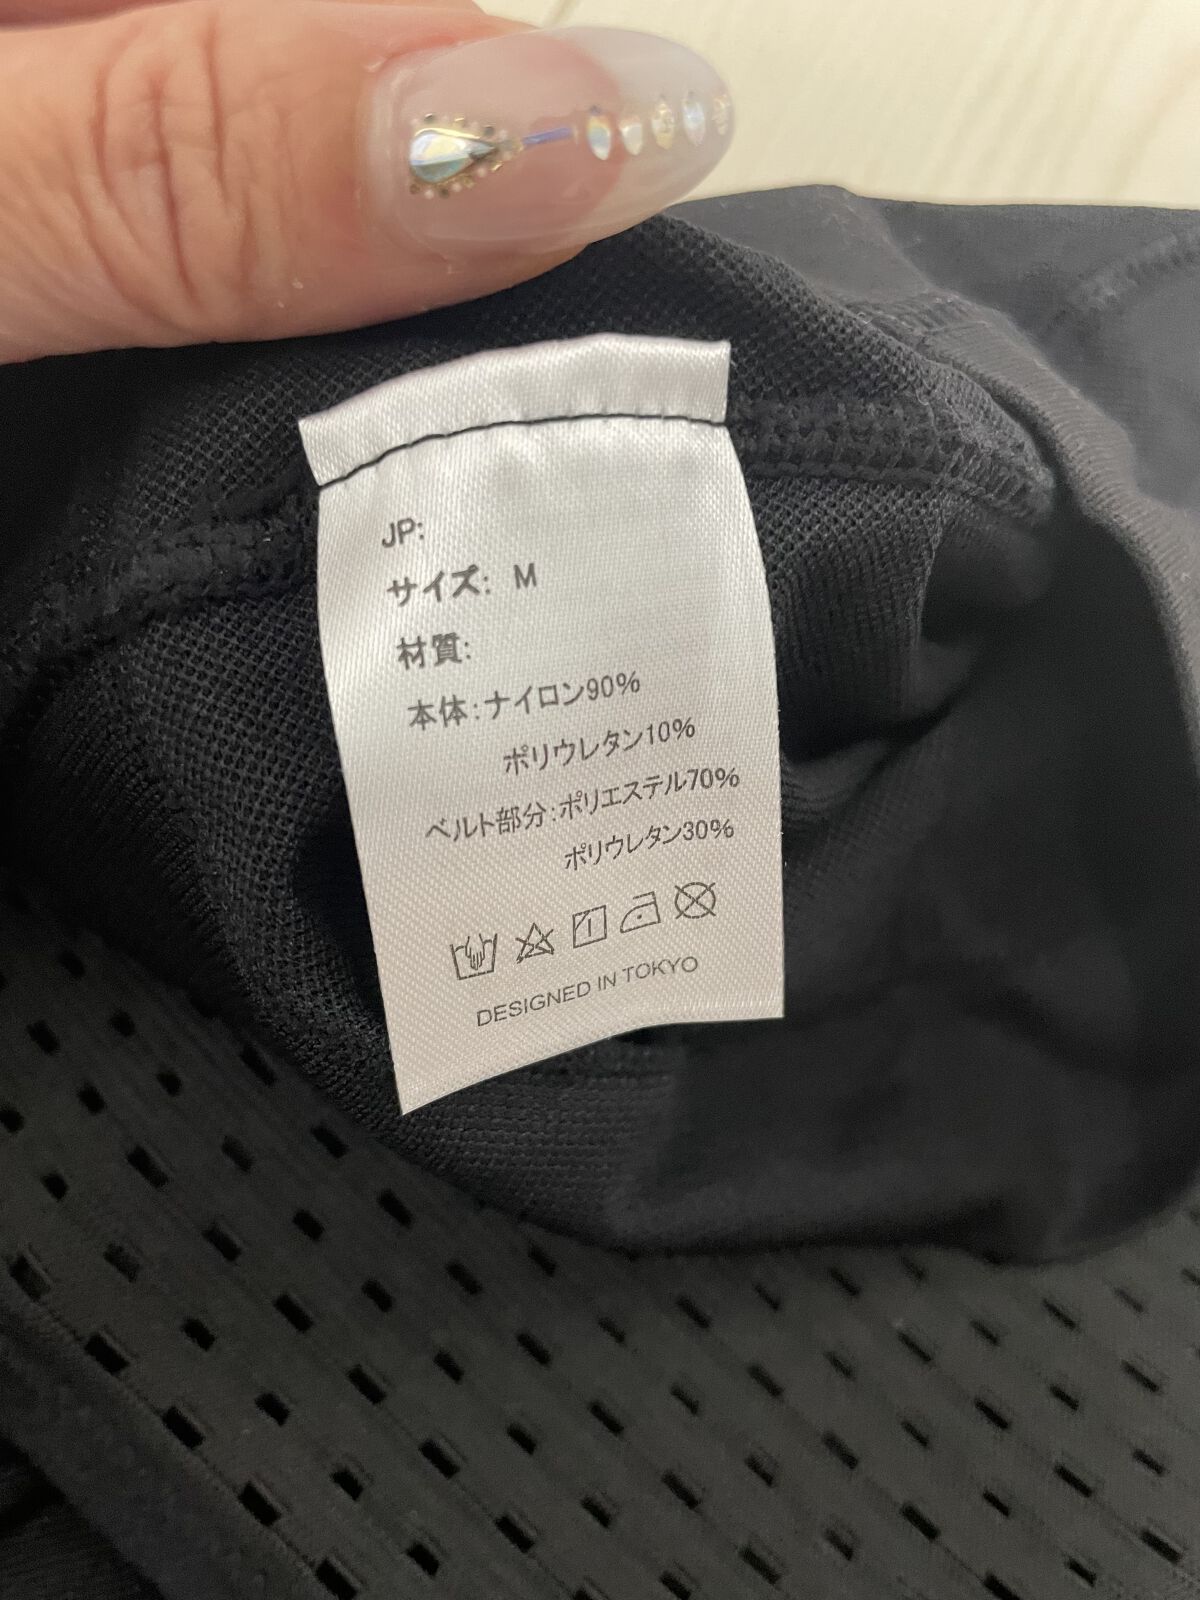 JP:
サイズ: M
材質:
本体:ナイロン90%
ポリウレタン10%
ベルト部分:ポリエステル70%
ポリウレタン30%
DESIGNED IN TOKYO